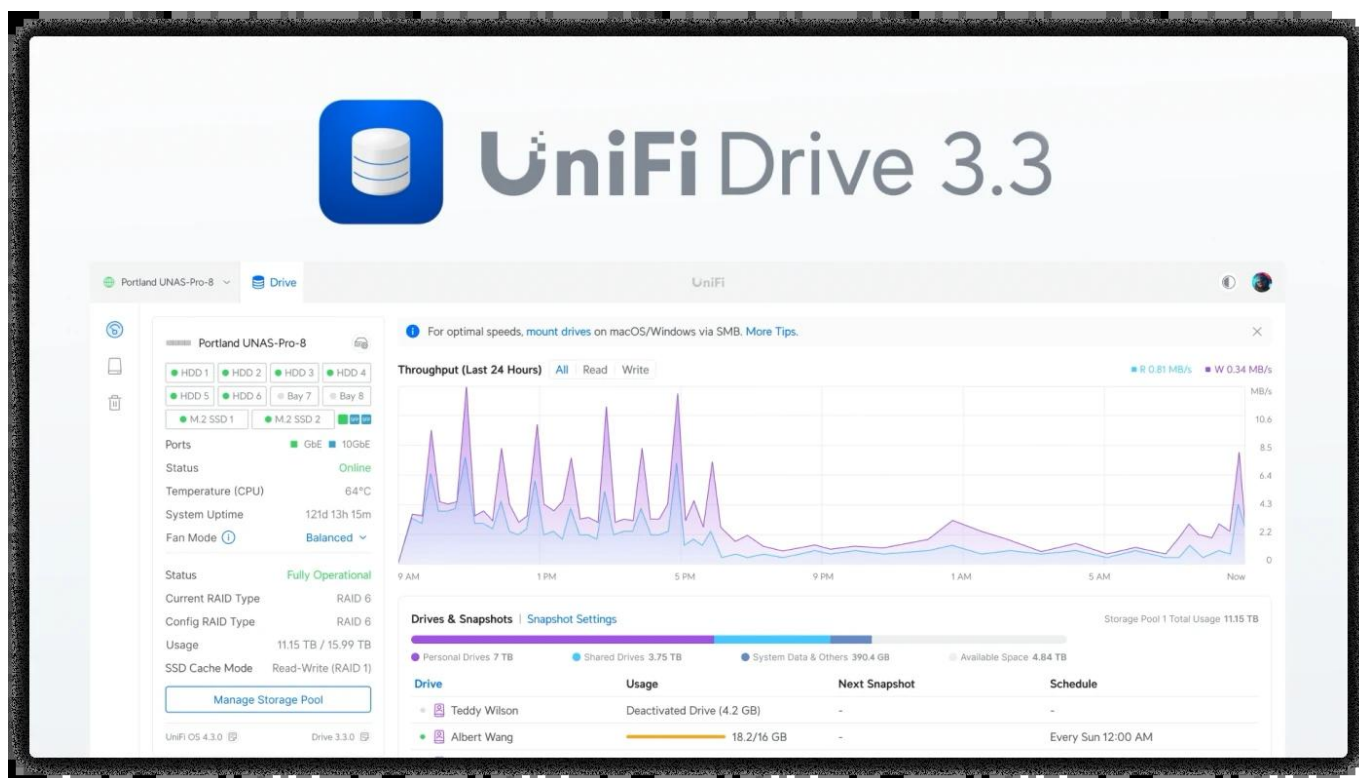 UniFi Drive 3.3
Portland UNAS-Pro-8
Drive
UniFi
Portland UNAS-Pro-8
HDD 1 HDD 2 HDD 3 HDD 4
HDD 5 HDD 6 Bay 7 Bay 8
M.2 SSD 1 M.2 SSD 2
Ports GbE 10GbE
Status Online
Temperature (CPU) 64°C
System Uptime 121d 13h 15m
Fan Mode Balanced
Status Fully Operational
Current RAID Type RAID 6
Config RAID Type RAID 6
Usage 11.15 TB / 15.99 TB
SSD Cache Mode Read-Write (RAID 1)
Manage Storage Pool
UniFi OS 4.3.0 Drive 3.3.0
For optimal speeds, mount drives on macOS/Windows via SMB. More Tips.
Throughput (Last 24 Hours) All Read Write R 0.81 MB/s W 0.34 MB/s
MB/s
10.6
8.5
6.4
4.3
2.2
0
9 AM 1 PM 5 PM 9 PM 1 AM 5 AM Now
Drives & Snapshots | Snapshot Settings Storage Pool 1 Total Usage 11.15 TB
Personal Drives 7 TB Shared Drives 3.75 TB System Data & Others 390.4 GB Available Space 4.84 TB
Drive Usage Next Snapshot Schedule
Teddy Wilson Deactivated Drive (4.2 GB) - -
Albert Wang 18.2/16 GB - Every Sun 12:00 AM